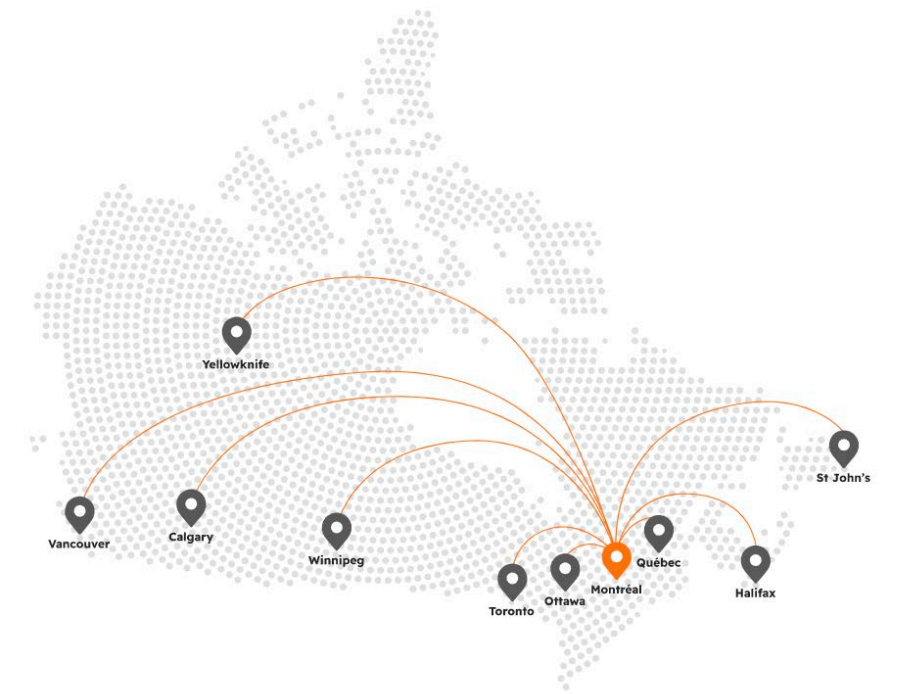 Yellowknife
St John's
Vancouver
Calgary
Winnipeg
Québec
Montréal
Halifax
Ottawa
Toronto